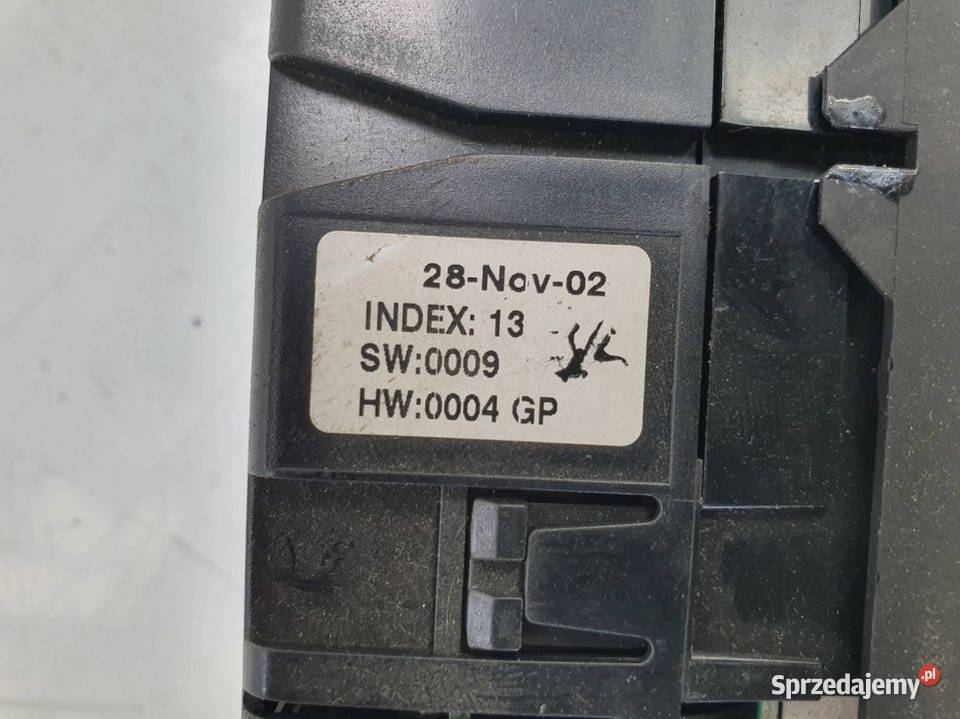 28-Nov-02
INDEX: 13
SW:0009
HW:0004 GP
Sprzedajemy.pl